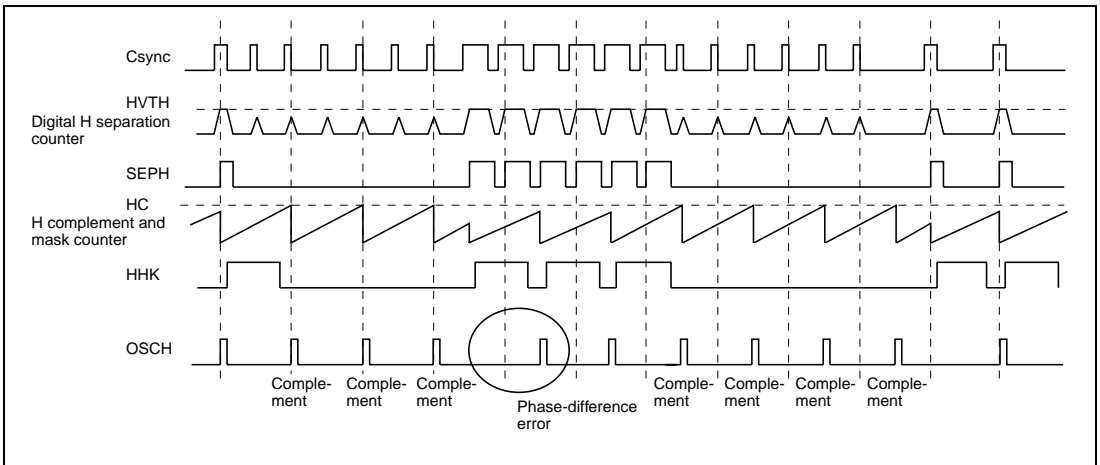 Csync
HVTH
Digital H separation
counter
SEPH
HC
H complement and
mask counter
HHK
OSCH
Comple-
ment
Comple-
ment
Comple-
ment
Phase-difference
error
Comple-
ment
Comple-
ment
Comple-
ment
Comple-
ment